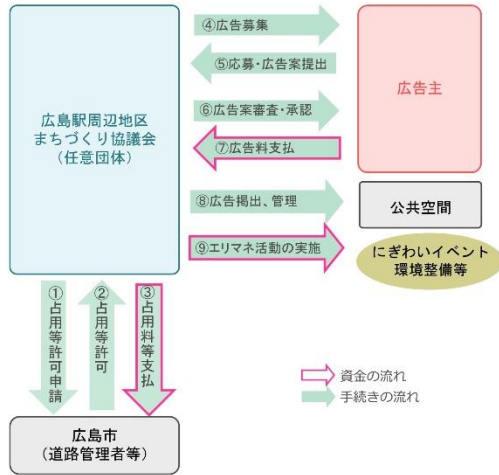 ④広告募集
⑤応募・広告案提出
広島駅周辺地区
まちづくり協議会
(任意団体)
広告主
⑥広告案審査・承認
⑦広告料支払
⑧広告掲出、管理
公共空間
⑨エリマネ活動の実施
にぎわいイベント
環境整備等
①占用等許可申請
②占用等許可
③占用料等支払
資金の流れ
手続きの流れ
広島市
(道路管理者等)